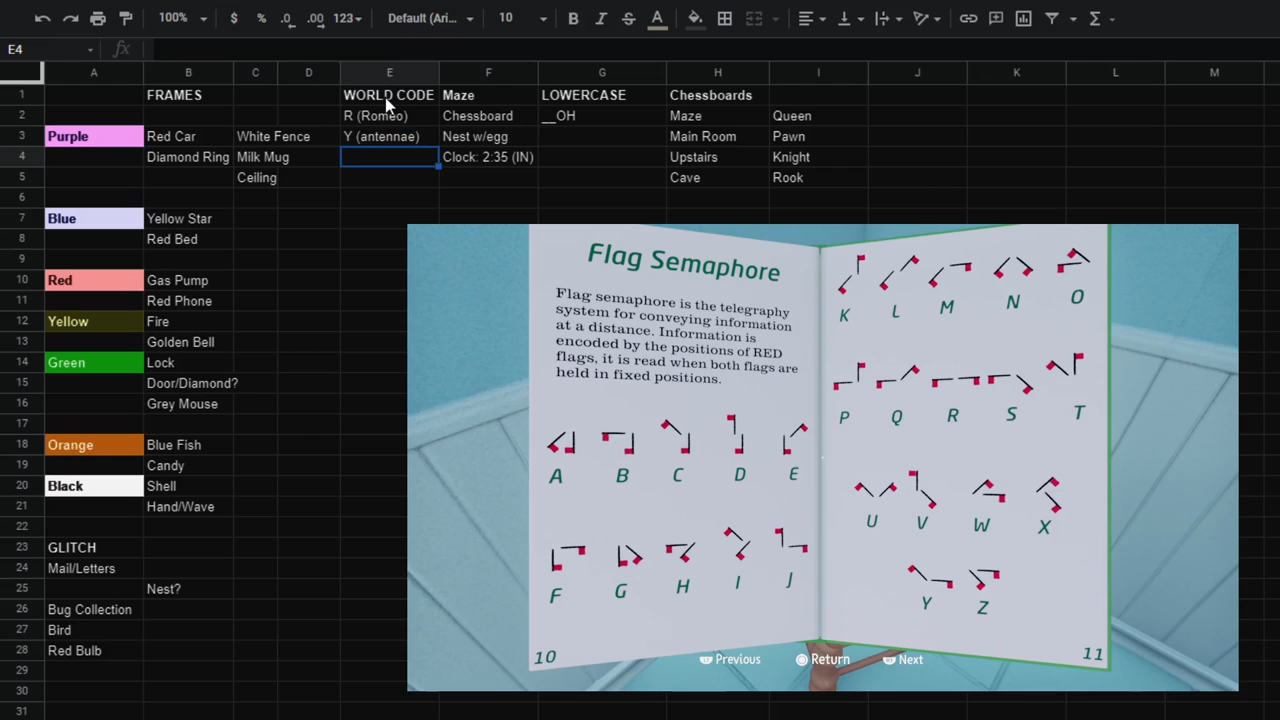 100%
$
%
.0
.00
123
Default (Ari...
10
B
I
S
A
Σ
E4
fx
A B C D E F G H I J K L M
1 FRAMES WORLD CODE Maze LOWERCASE Chessboards
2 R (Romeo) Chessboard __OH Maze Queen
3 Purple Red Car White Fence Y (antennae) Nest w/egg Main Room Pawn
4 Diamond Ring Milk Mug Clock: 2:35 (IN) Upstairs Knight
5 Ceiling Cave Rook
6
7 Blue Yellow Star
8 Red Bed
9
10 Red Gas Pump
11 Red Phone
12 Yellow Fire
13 Golden Bell
14 Green Lock
15 Door/Diamond?
16 Grey Mouse
17
18 Orange Blue Fish
19 Candy
20 Black Shell
21 Hand/Wave
22
23 GLITCH
24 Mail/Letters
25 Nest?
26 Bug Collection
27 Bird
28 Red Bulb
29
30
31
Flag Semaphore
Flag semaphore is the telegraphy
system for conveying information
at a distance. Information is
encoded by the positions of RED
flags, it is read when both flags are
held in fixed positions.
A B C D E
F G H I J
10
K L M N O
P Q R S T
U V W X
Y Z
11
Previous
Return
Next